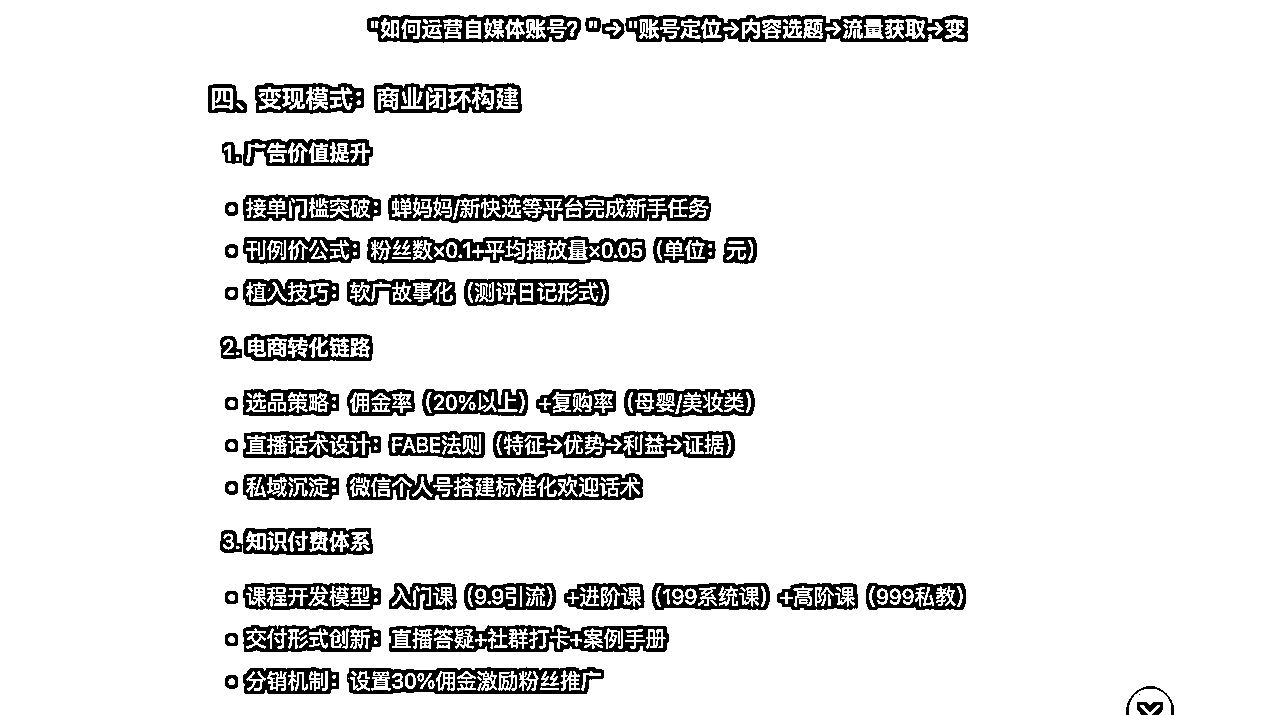 "如何运营自媒体账号？"→"账号定位→内容选题→流量获取→变
四、变现模式：商业闭环构建
1. 广告价值提升
接单门槛突破：蝉妈妈/新快选等平台完成新手任务
刊例价公式：粉丝数×0.1+平均播放量×0.05（单位：元）
植入技巧：软广故事化（测评日记形式）
2. 电商转化链路
选品策略：佣金率（20%以上）+复购率（母婴/美妆类）
直播话术设计：FABE法则（特征→优势→利益→证据）
私域沉淀：微信个人号搭建标准化欢迎话术
3. 知识付费体系
课程开发模型：入门课（9.9引流）+进阶课（199系统课）+高阶课（999私教）
交付形式创新：直播答疑+社群打卡+案例手册
分销机制：设置30%佣金激励粉丝推广